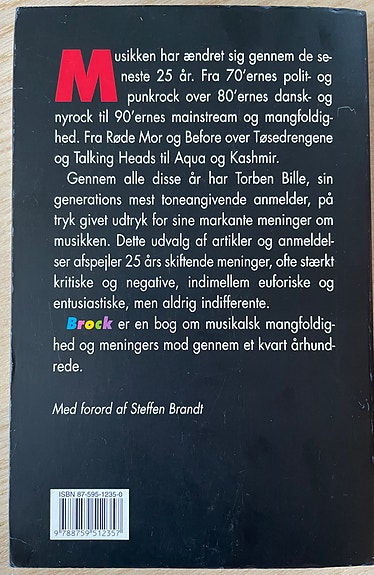 Musikken har ændret sig gennem de se-
neste 25 år. Fra 70'ernes polit- og
punkrock over 80'ernes dansk- og
nyrock til 90'ernes mainstream og mangfoldig-
hed. Fra Røde Mor og Before over Tøsedrengene
og Talking Heads til Aqua og Kashmir.
Gennem alle disse år har Torben Bille, sin
generations mest toneangivende anmelder, på
tryk givet udtryk for sine markante meninger om
musikken. Dette udvalg af artikler og anmeldel-
ser afspejler 25 års skiftende meninger, ofte stærkt
kritiske og negative, indimellem euforiske og
entusiastiske, men aldrig indifferente.
Brock er en bog om musikalsk mangfoldig-
hed og meningers mod gennem et kvart århund-
rede.
Med forord af Steffen Brandt
ISBN 87-595-1235-0
9 788759 512357